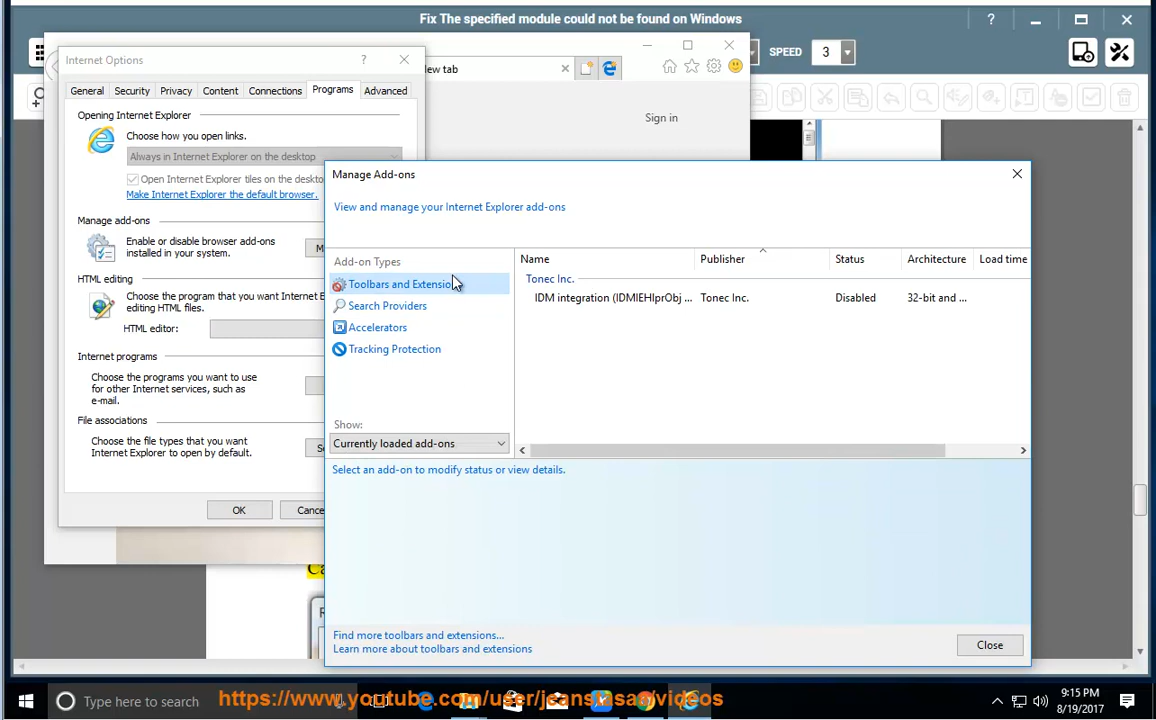 Fix The specified module could not be found on Windows
SPEED 3
Internet Options
ew tab
General Security Privacy Content Connections Programs Advanced
Sign in
Opening Internet Explorer
Choose how you open links.
Always in Internet Explorer on the desktop
Open Internet Explorer tiles on the deskto
Make Internet Explorer the default browser.
Manage add-ons
Enable or disable browser add-ons
installed in your system.
M
HTML editing
Choose the program that you want Internet E
editing HTML files.
HTML editor:
Internet programs
Choose the programs you want to use
for other Internet services, such as
e-mail.
File associations
Choose the file types that you want
Internet Explorer to open by default.
Se
OK
Cance
Manage Add-ons
View and manage your Internet Explorer add-ons
Add-on Types
Toolbars and Extensio
Search Providers
Accelerators
Tracking Protection
Show:
Currently loaded add-ons
Name Publisher Status Architecture Load time
Tonec Inc.
IDM integration (IDMIEHlprObj ... Tonec Inc. Disabled 32-bit and ...
Select an add-on to modify status or view details.
Find more toolbars and extensions...
Learn more about toolbars and extensions
Close
Ca
Type here to search
https://www.youtube.com/user/jeansusa/videos
9:15 PM
8/19/2017